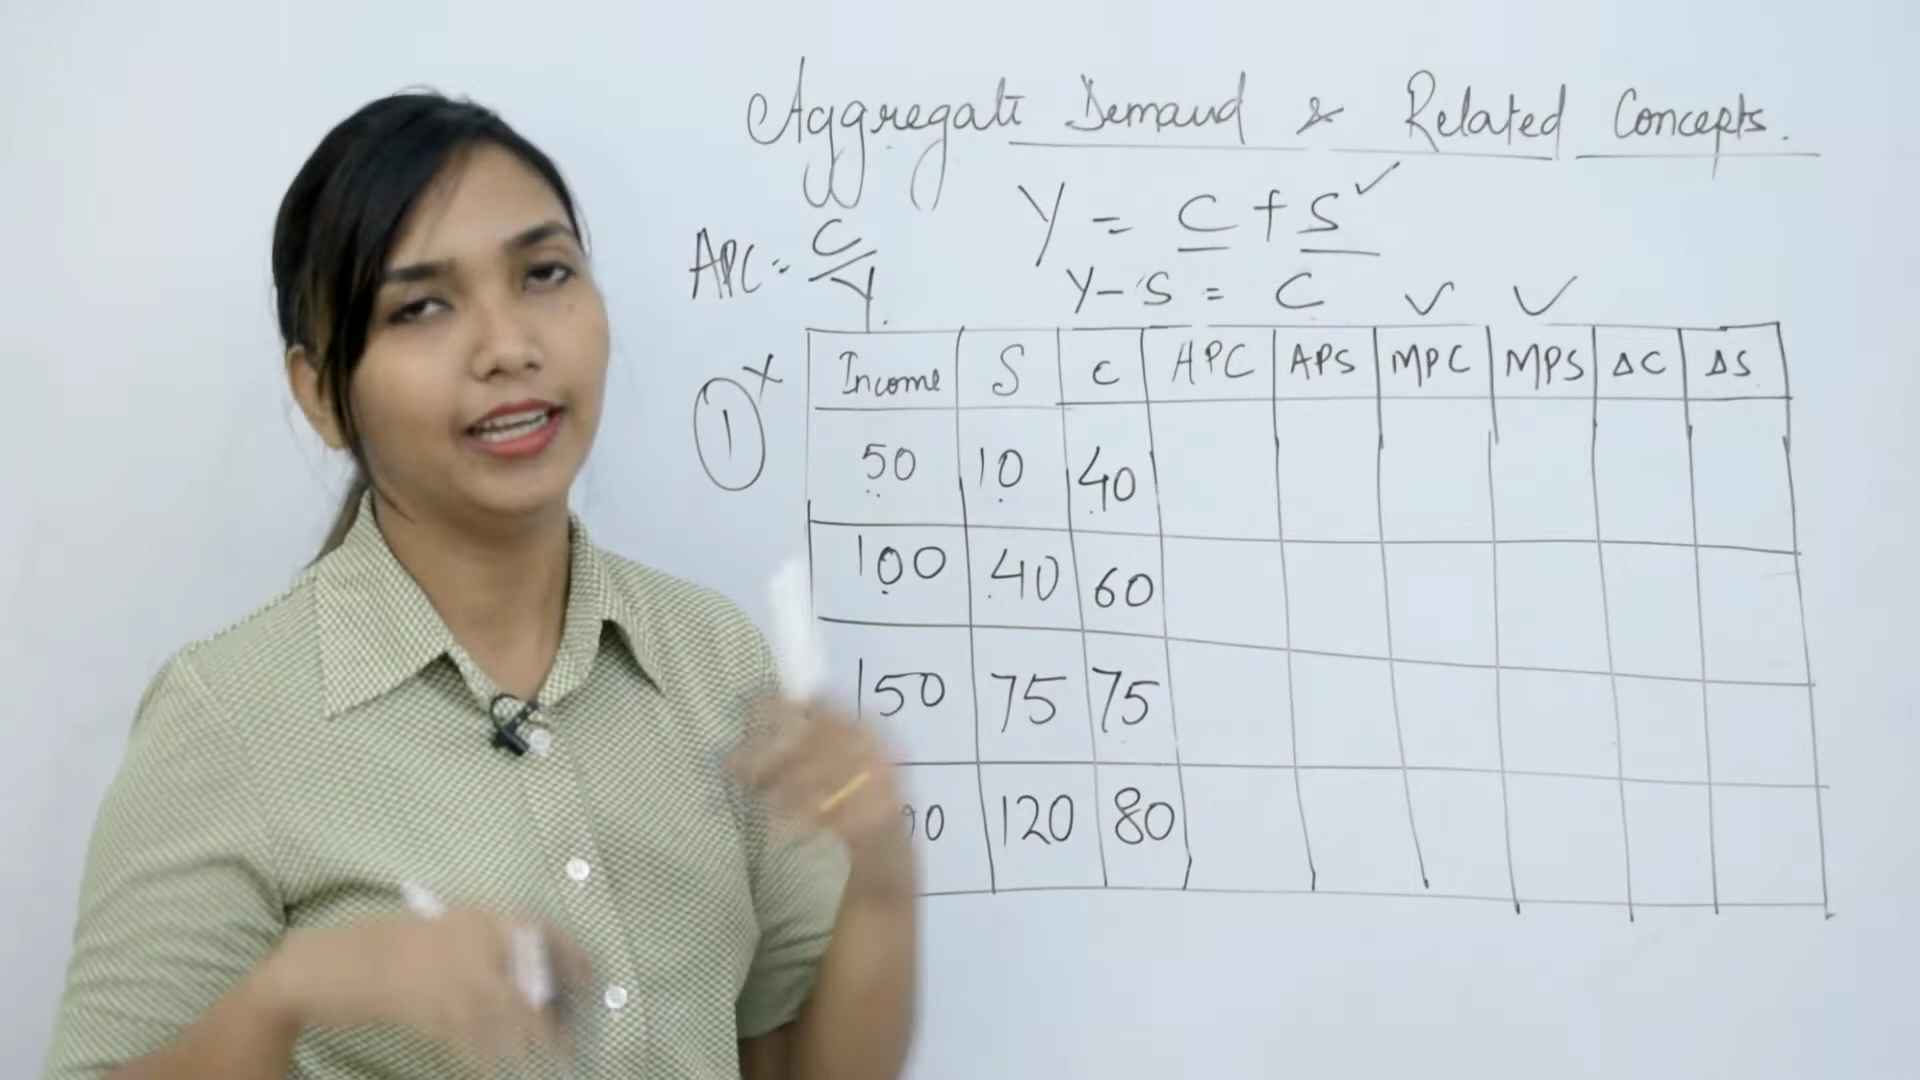 Aggregate Demand & Related Concepts.
Y = C + S ✓
APC = C/Y
Y - S = C ✓ ✓
1 x
Income S C APC APS MPC MPS ΔC ΔS
50 10 40
100 40 60
150 75 75
120 80